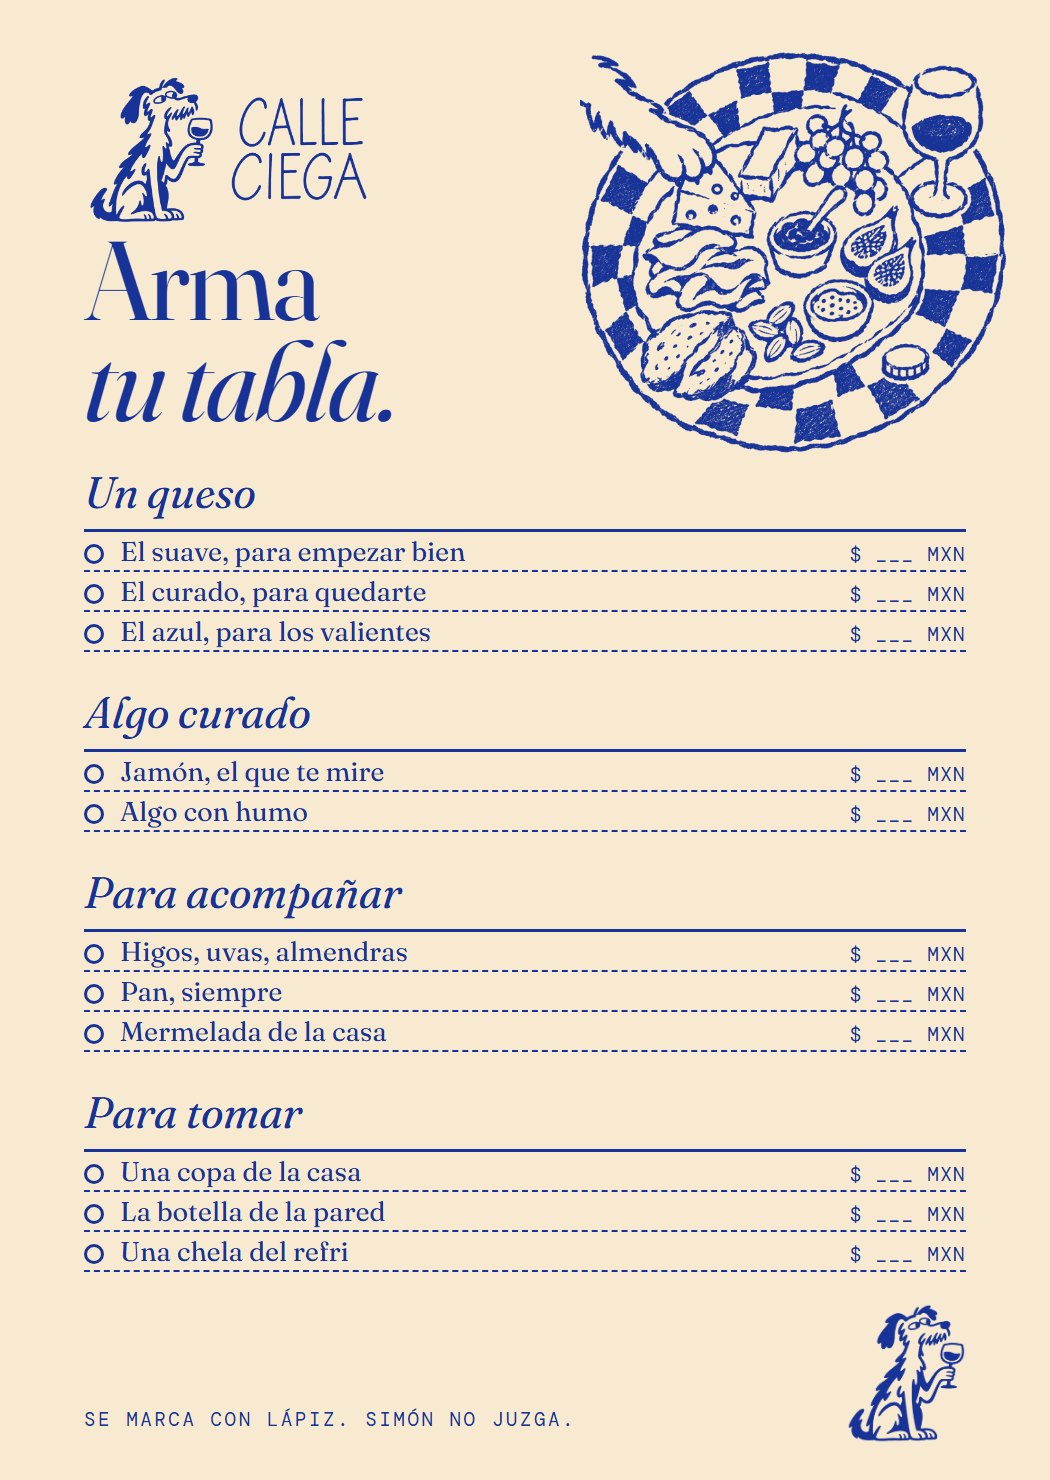 CALLE
CIEGA
Arma
tu tabla.
Un queso
El suave, para empezar bien $ ___ MXN
El curado, para quedarte $ ___ MXN
El azul, para los valientes $ ___ MXN
Algo curado
Jamón, el que te mire $ ___ MXN
Algo con humo $ ___ MXN
Para acompañar
Higos, uvas, almendras $ ___ MXN
Pan, siempre $ ___ MXN
Mermelada de la casa $ ___ MXN
Para tomar
Una copa de la casa $ ___ MXN
La botella de la pared $ ___ MXN
Una chela del refri $ ___ MXN
SE MARCA CON LÁPIZ. SIMÓN NO JUZGA.